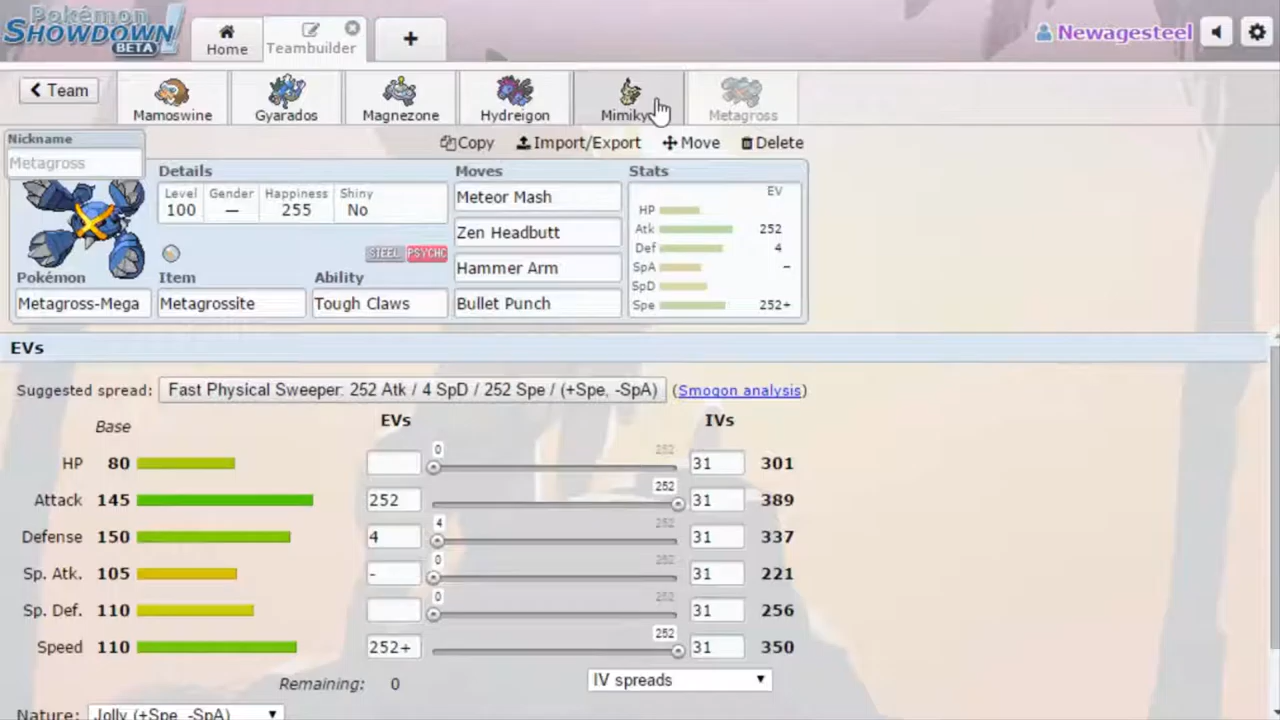 Pokémon
SHOWDOWN!
BETA
Home
Teambuilder
+
Newagesteel
Team
Mamoswine
Gyarados
Magnezone
Hydreigon
Metagross
Copy
Import/Export
Move
Delete
Nickname
Metagross
Details
Level
Gender
Happiness
Shiny
100
—
255
No
STEEL
PSYCHC
Pokémon
Item
Ability
Metagross-Mega
Metagrossite
Tough Claws
Moves
Meteor Mash
Zen Headbutt
Hammer Arm
Bullet Punch
Stats
EV
HP
Atk 252
Def 4
SpA –
SpD
Spe 252+
EVs
Suggested spread: Fast Physical Sweeper: 252 Atk / 4 SpD / 252 Spe / (+Spe, -SpA) (Smogon analysis)
Base EVs IVs
HP 80 0 252 31 301
Attack 145 252 252 31 389
Defense 150 4 4 252 31 337
Sp. Atk. 105 - 0 252 31 221
Sp. Def. 110 0 252 31 256
Speed 110 252+ 252 31 350
Remaining: 0
IV spreads
Nature: Jolly (+Spe, -SpA)